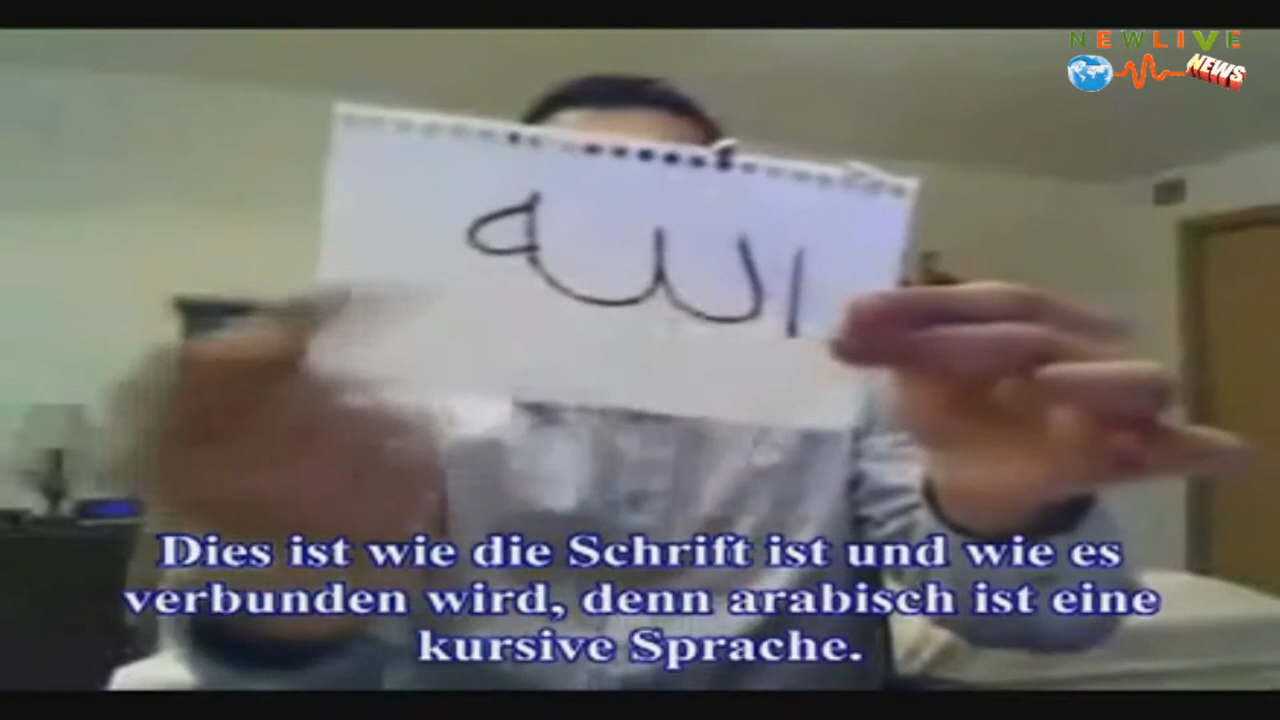 NEWLIVE
NEWS
الله
Dies ist wie die Schrift ist und wie es
verbunden wird, denn arabisch ist eine
kursive Sprache.